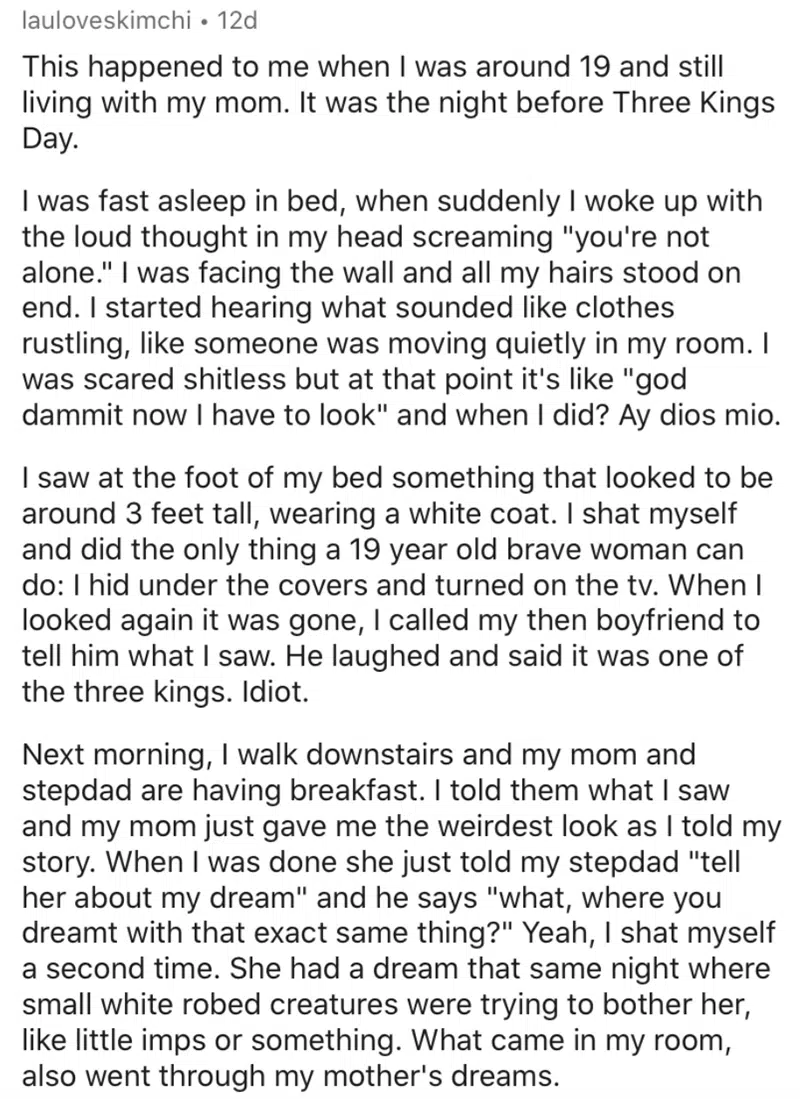 lauloveskimchi • 12d
This happened to me when I was around 19 and still
living with my mom. It was the night before Three Kings
Day.
I was fast asleep in bed, when suddenly I woke up with
the loud thought in my head screaming "you're not
alone." I was facing the wall and all my hairs stood on
end. I started hearing what sounded like clothes
rustling, like someone was moving quietly in my room. I
was scared shitless but at that point it's like "god
dammit now I have to look" and when I did? Ay dios mio.
I saw at the foot of my bed something that looked to be
around 3 feet tall, wearing a white coat. I shat myself
and did the only thing a 19 year old brave woman can
do: I hid under the covers and turned on the tv. When I
looked again it was gone, I called my then boyfriend to
tell him what I saw. He laughed and said it was one of
the three kings. Idiot.
Next morning, I walk downstairs and my mom and
stepdad are having breakfast. I told them what I saw
and my mom just gave me the weirdest look as I told my
story. When I was done she just told my stepdad "tell
her about my dream" and he says "what, where you
dreamt with that exact same thing?" Yeah, I shat myself
a second time. She had a dream that same night where
small white robed creatures were trying to bother her,
like little imps or something. What came in my room,
also went through my mother's dreams.